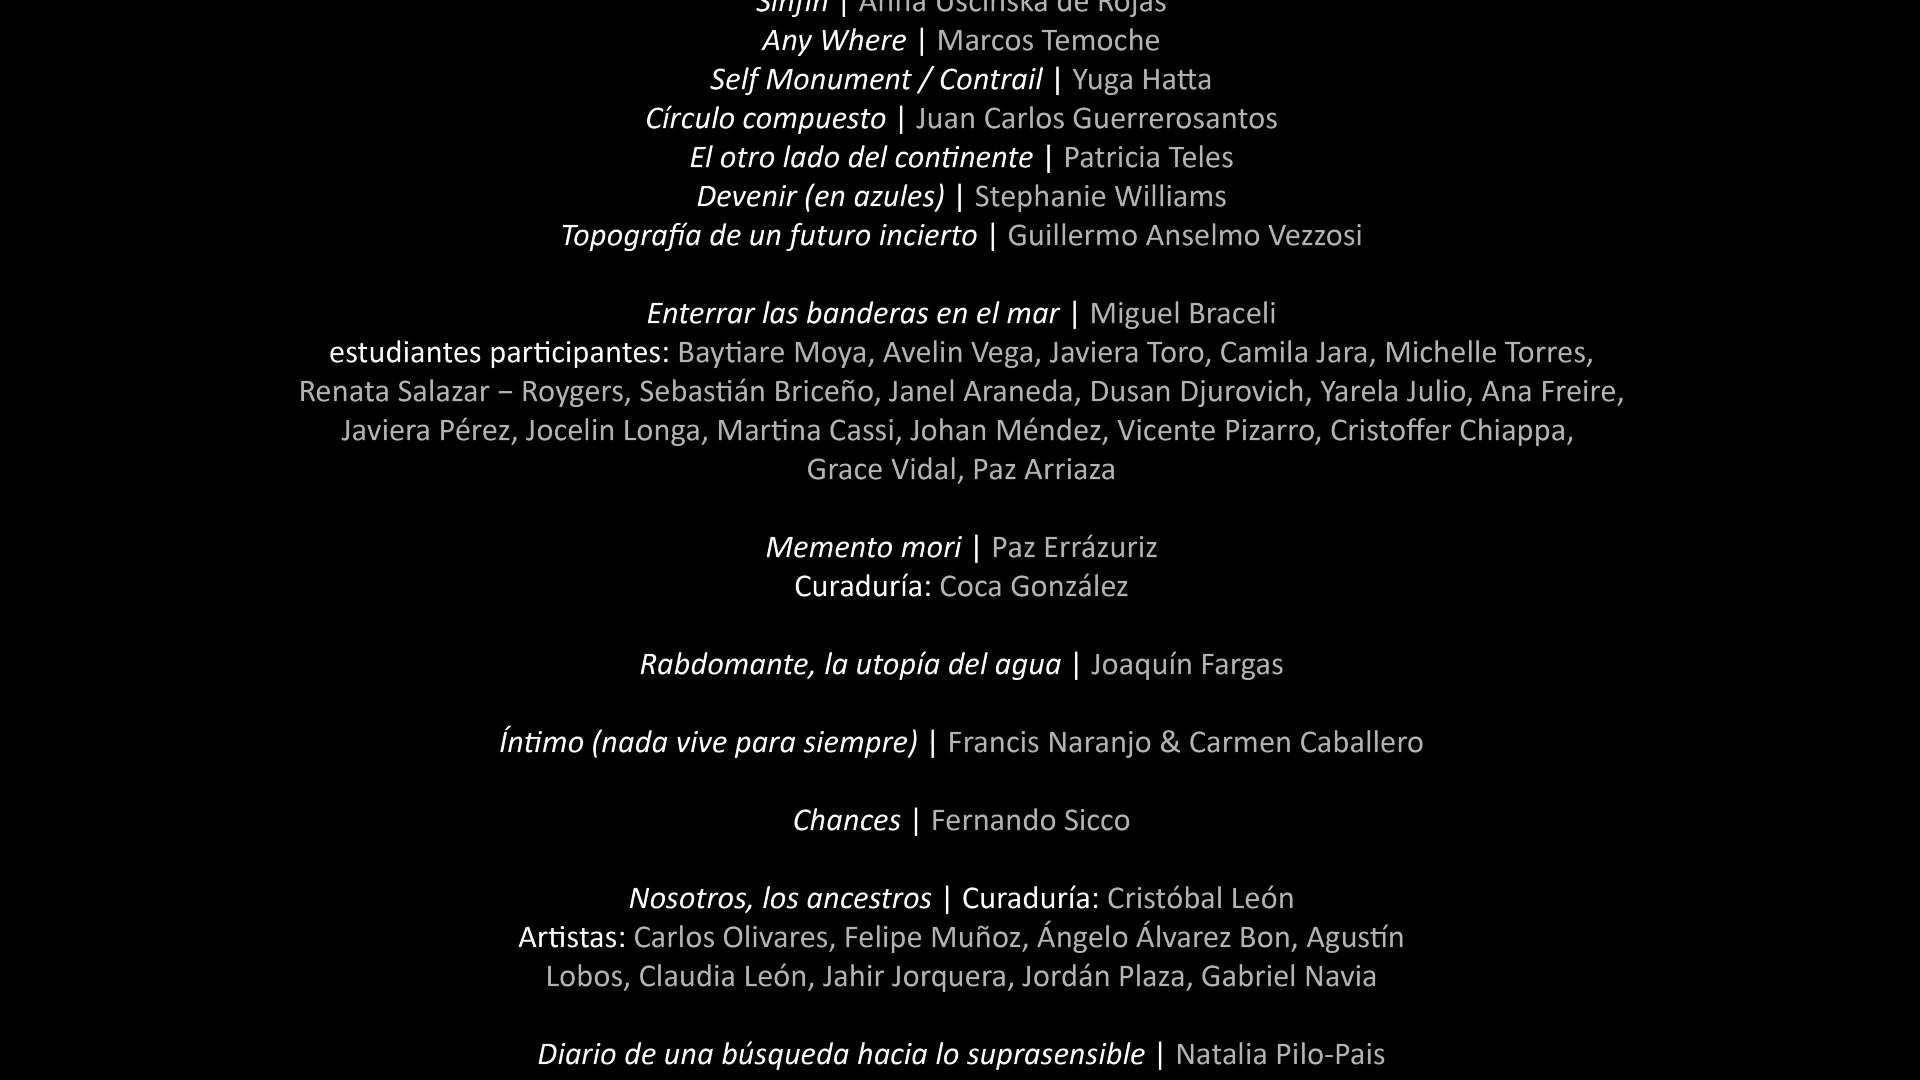 Sinfín | Anna Uscinska de Rojas
Any Where | Marcos Temoche
Self Monument / Contrail | Yuga Hatta
Círculo compuesto | Juan Carlos Guerrerosantos
El otro lado del continente | Patricia Teles
Devenir (en azules) | Stephanie Williams
Topografía de un futuro incierto | Guillermo Anselmo Vezzosi
Enterrar las banderas en el mar | Miguel Braceli
estudiantes participantes: Baytiare Moya, Avelin Vega, Javiera Toro, Camila Jara, Michelle Torres,
Renata Salazar – Roygers, Sebastián Briceño, Janel Araneda, Dusan Djurovich, Yarela Julio, Ana Freire,
Javiera Pérez, Jocelin Longa, Martina Cassi, Johan Méndez, Vicente Pizarro, Cristoffer Chiappa,
Grace Vidal, Paz Arriaza
Memento mori | Paz Errázuriz
Curaduría: Coca González
Rabdomante, la utopía del agua | Joaquín Fargas
Íntimo (nada vive para siempre) | Francis Naranjo & Carmen Caballero
Chances | Fernando Sicco
Nosotros, los ancestros | Curaduría: Cristóbal León
Artistas: Carlos Olivares, Felipe Muñoz, Ángelo Álvarez Bon, Agustín
Lobos, Claudia León, Jahir Jorquera, Jordán Plaza, Gabriel Navia
Diario de una búsqueda hacia lo suprasensible | Natalia Pilo-Pais